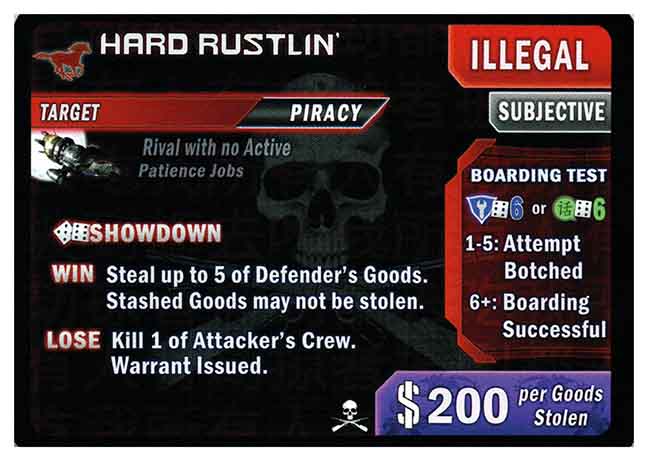 HARD RUSTLIN'
ILLEGAL
TARGET
PIRACY
SUBJECTIVE
Rival with no Active
Patience Jobs
SHOWDOWN
WIN Steal up to 5 of Defender's Goods.
Stashed Goods may not be stolen.
LOSE Kill 1 of Attacker's Crew.
Warrant Issued.
BOARDING TEST
6 or 话 6
1-5: Attempt
Botched
6+: Boarding
Successful
$200 per Goods
Stolen